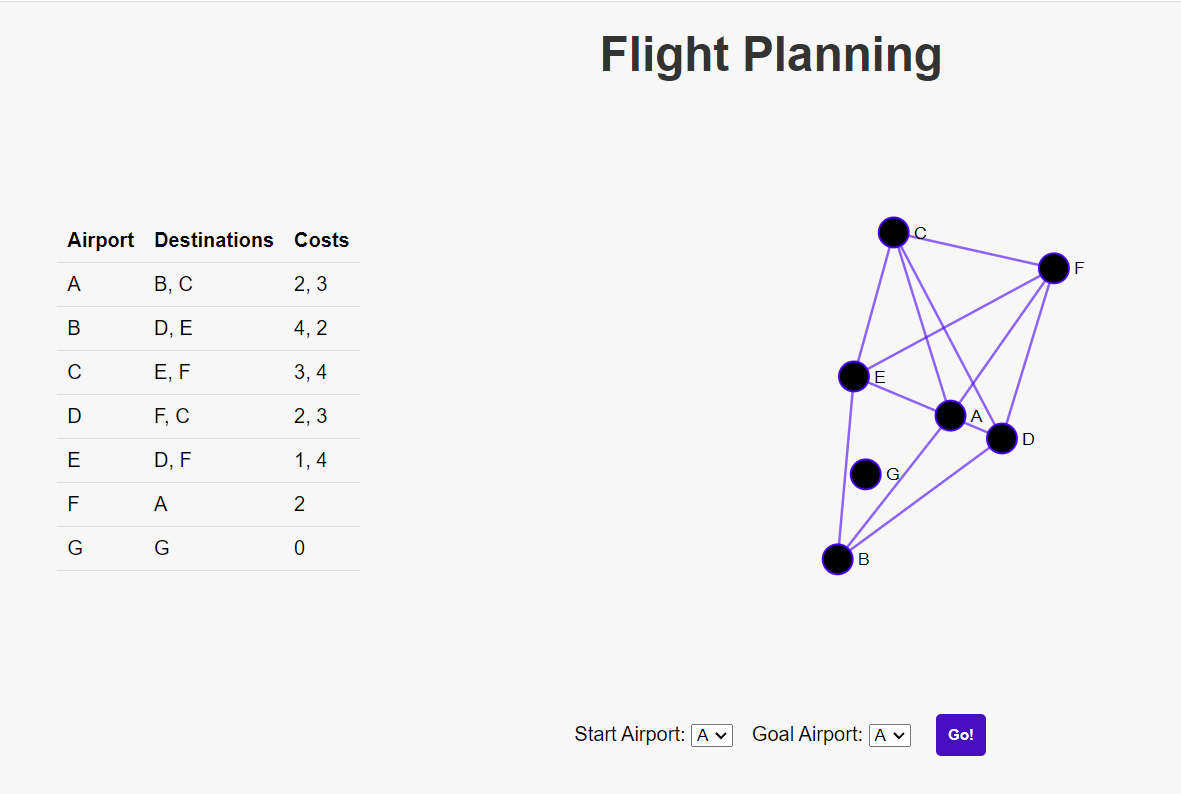 Flight Planning
Airport Destinations Costs
A B, C 2, 3
B D, E 4, 2
C E, F 3, 4
D F, C 2, 3
E D, F 1, 4
F A 2
G G 0
C
F
E
A
D
G
B
Start Airport: A Goal Airport: A Go!